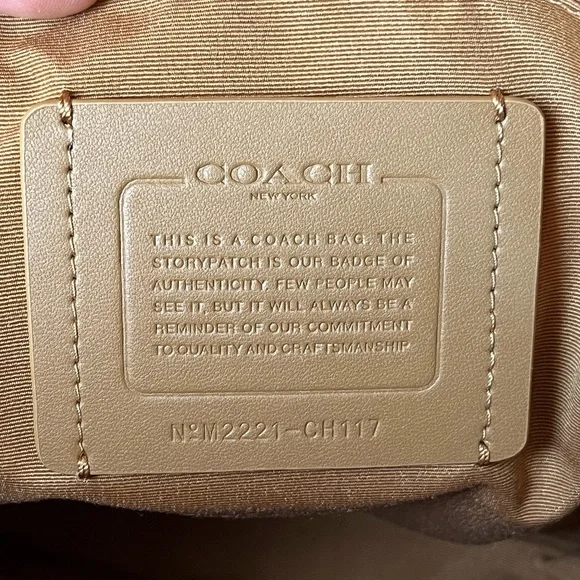 COACH
NEW YORK
THIS IS A COACH BAG. THE
STORYPATCH IS OUR BADGE OF
AUTHENTICITY. FEW PEOPLE MAY
SEE IT, BUT IT WILL ALWAYS BE A
REMINDER OF OUR COMMITMENT
TO QUALITY AND CRAFTSMANSHIP.
NºM2221-CH117